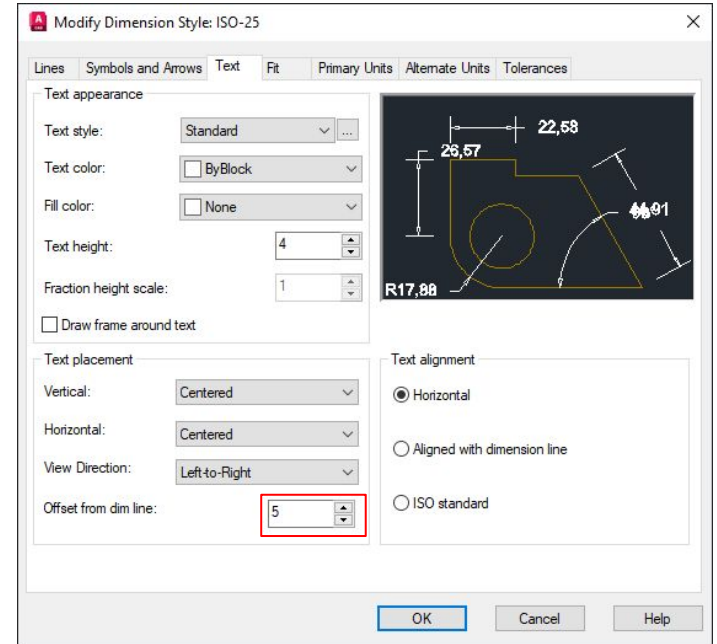 Modify Dimension Style: ISO-25
Lines Symbols and Arrows Text Fit Primary Units Alternate Units Tolerances
Text appearance
Text style: Standard ...
Text color: ByBlock
Fill color: None
Text height: 4
Fraction height scale: 1
Draw frame around text
22,58
26,57
91
R17,98
Text placement
Vertical: Centered
Horizontal: Centered
View Direction: Left-to-Right
Offset from dim line: 5
Text alignment
Horizontal
Aligned with dimension line
ISO standard
OK Cancel Help